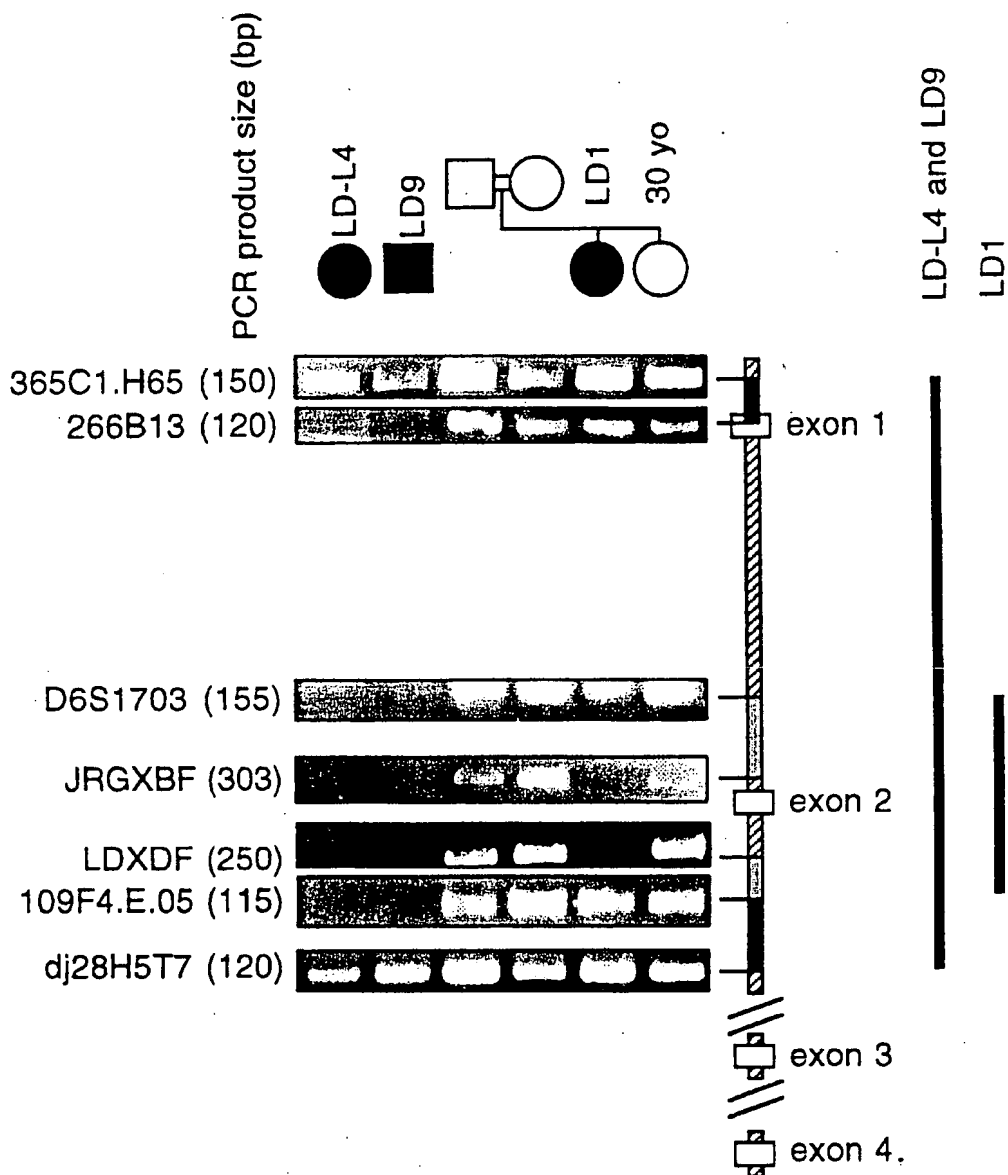 PCR product size (bp)
LD-L4
LD9
LD1
30 yo
365C1.H65 (150)
266B13 (120)
exon 1
D6S1703 (155)
JRGXBF (303)
exon 2
LDXDF (250)
109F4.E.05 (115)
dj28H5T7 (120)
exon 3
exon 4.
LD-L4 and LD9
LD1